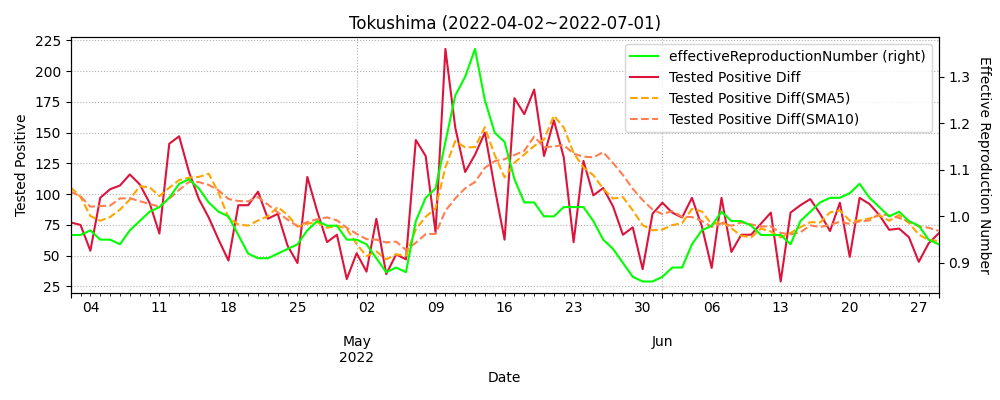 Tokushima (2022-04-02~2022-07-01)
225
200
175
150
125
100
75
50
25
Tested Positive
effectiveReproductionNumber (right)
Tested Positive Diff
Tested Positive Diff(SMA5)
Tested Positive Diff(SMA10)
1.3
1.2
1.1
1.0
0.9
Effective Reproduction Number
04 11 18 25 02 09 16 23 30 06 13 20 27
May Jun
2022
Date